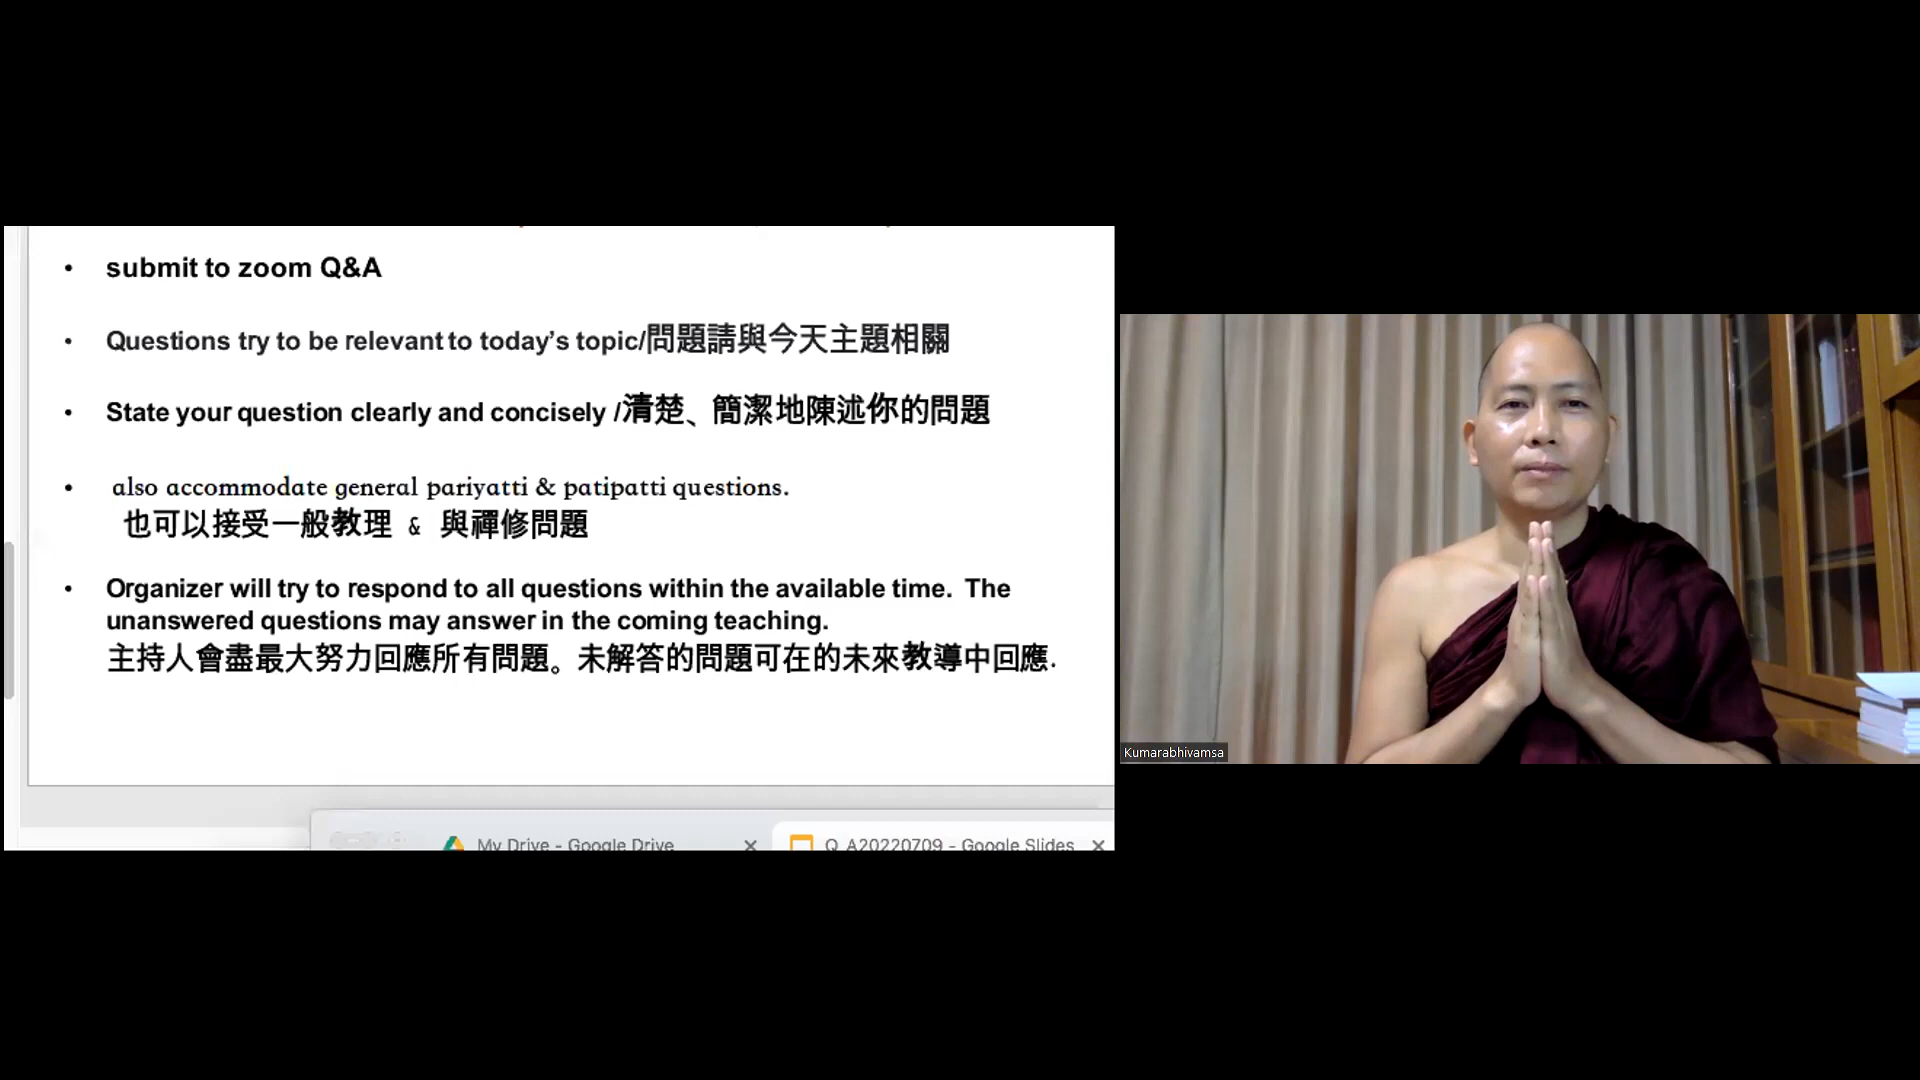 • submit to zoom Q&A
• Questions try to be relevant to today's topic/問題請與今天主題相關
• State your question clearly and concisely /清楚、簡潔地陳述你的問題
• also accommodate general pariyatti & patipatti questions.
也可以接受一般教理 & 與禪修問題
• Organizer will try to respond to all questions within the available time. The
unanswered questions may answer in the coming teaching.
主持人會盡最大努力回應所有問題。未解答的問題可在的未來教導中回應.
My Drive - Google Drive
Q_A20220709 - Google Slides
Kumarabhivamsa